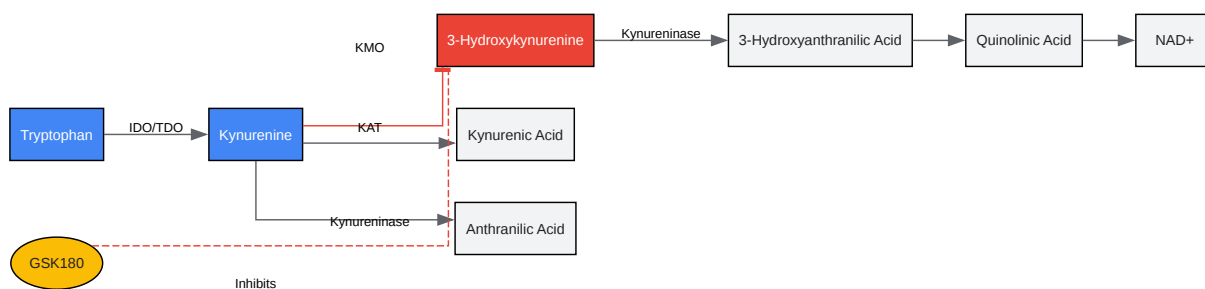 3-Hydroxykynurenine
Kynureninase
3-Hydroxyanthranilic Acid
Quinolinic Acid
NAD+
KMO
Tryptophan
IDO/TDO
Kynurenine
KAT
Kynurenic Acid
Kynureninase
Anthranilic Acid
GSK180
Inhibits